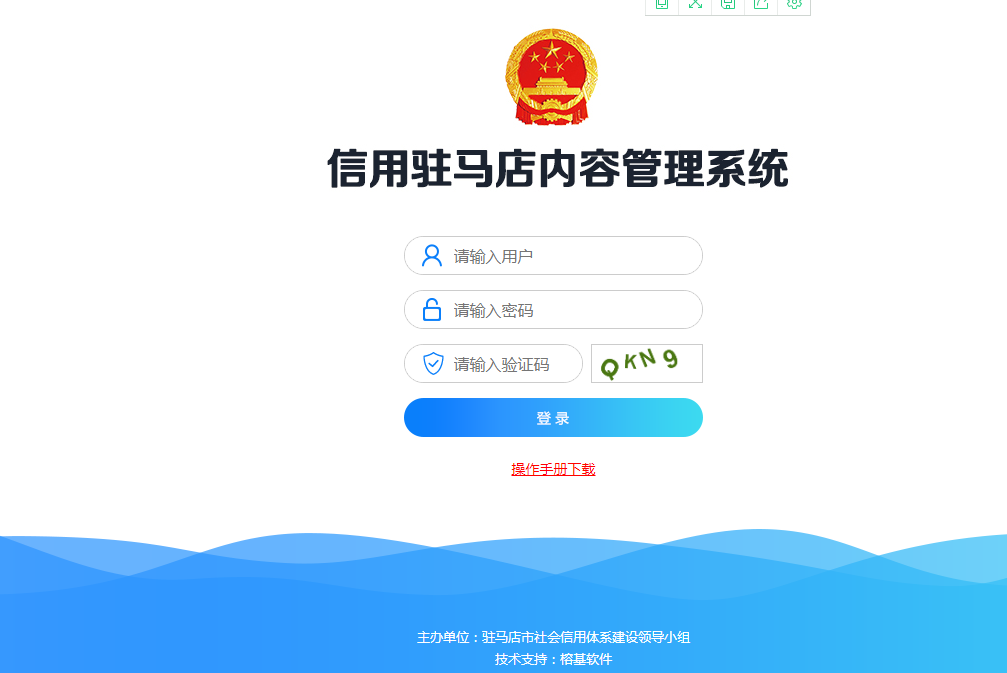 信用驻马店内容管理系统
请输入用户
请输入密码
请输入验证码
QKN9
登 录
操作手册下载
主办单位：驻马店市社会信用体系建设领导小组
技术支持：榕基软件